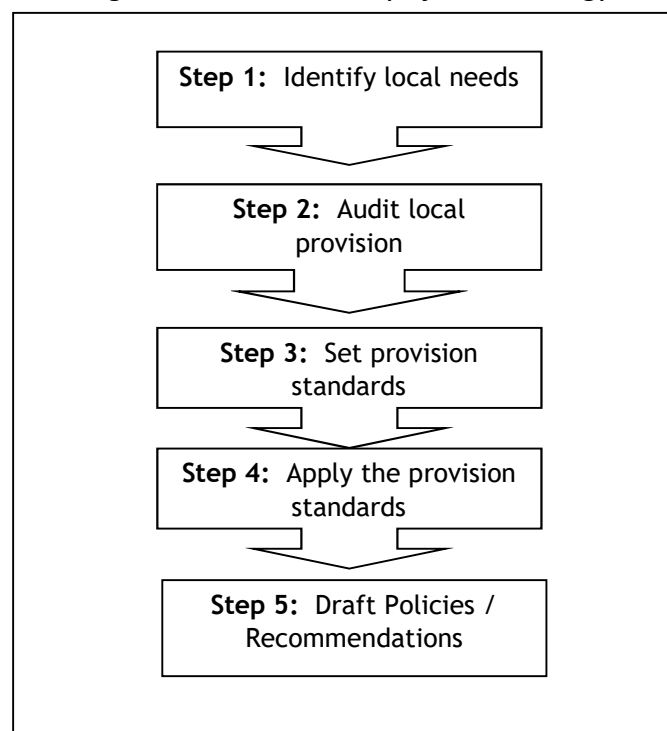 Step 1: Identify local needs
Step 2: Audit local
provision
Step 3: Set provision
standards
Step 4: Apply the provision
standards
Step 5: Draft Policies /
Recommendations